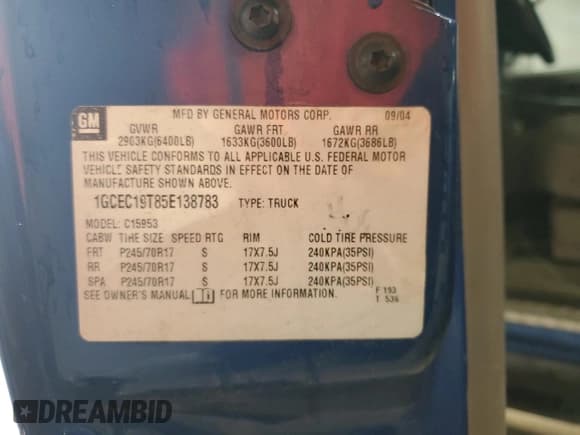 GM
MFD BY GENERAL MOTORS CORP. 09/04
GVWR GAWR FRT GAWR RR
2903KG(6400LB) 1633KG(3600LB) 1672KG(3686LB)
THIS VEHICLE CONFORMS TO ALL APPLICABLE U.S. FEDERAL MOTOR
VEHICLE SAFETY STANDARDS IN EFFECT ON THE DATE OF
MANUFACTURE SHOWN ABOVE.
1GCEC19T85E138783 TYPE: TRUCK
MODEL: C15953
CABW TIRE SIZE SPEED RTG RIM COLD TIRE PRESSURE
FRT P245/70R17 S 17X7.5J 240KPA(35PSI)
RR P245/70R17 S 17X7.5J 240KPA(35PSI)
SPA P245/70R17 S 17X7.5J 240KPA(35PSI)
SEE OWNER'S MANUAL FOR MORE INFORMATION.
F 193
T 536
DREAMBID